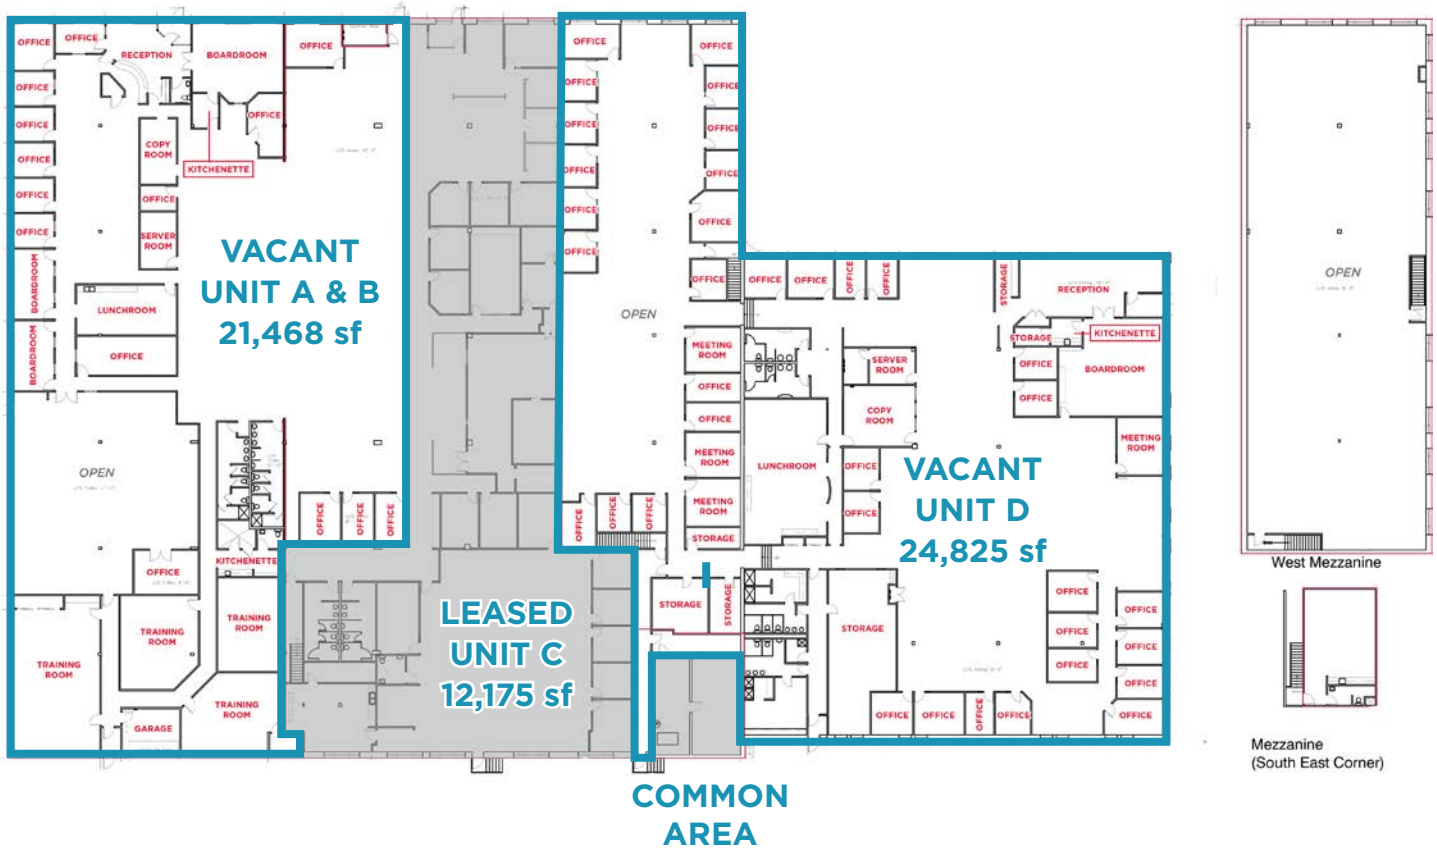 OFFICE
OFFICE
RECEPTION
BOARDROOM
OFFICE
OFFICE
OFFICE
OFFICE
OFFICE
OFFICE
OFFICE
COPY
ROOM
KITCHENETTE
OFFICE
SERVER
ROOM
BOARDROOM
BOARDROOM
LUNCHROOM
OFFICE
VACANT
UNIT A & B
21,468 sf
OPEN
OFFICE
OFFICE
OFFICE
KITCHENETTE
OFFICE
TRAINING
ROOM
TRAINING
ROOM
TRAINING
ROOM
TRAINING
ROOM
GARAGE
LEASED
UNIT C
12,175 sf
OFFICE
OFFICE
OFFICE
OFFICE
OFFICE
OFFICE
OFFICE
OFFICE
OFFICE
OFFICE
OFFICE
OFFICE
OFFICE
OPEN
MEETING
ROOM
OFFICE
OFFICE
MEETING
ROOM
MEETING
ROOM
STORAGE
OFFICE
OFFICE
OFFICE
STORAGE
STORAGE
OFFICE
OFFICE
OFFICE
OFFICE
STORAGE
RECEPTION
STORAGE
KITCHENETTE
OFFICE
OFFICE
BOARDROOM
SERVER
ROOM
COPY
ROOM
MEETING
ROOM
LUNCHROOM
OFFICE
OFFICE
VACANT
UNIT D
24,825 sf
STORAGE
OFFICE
OFFICE
OFFICE
OFFICE
OFFICE
OFFICE
OFFICE
OFFICE
OFFICE
OFFICE
OFFICE
COMMON
AREA
OPEN
West Mezzanine
Mezzanine
(South East Corner)